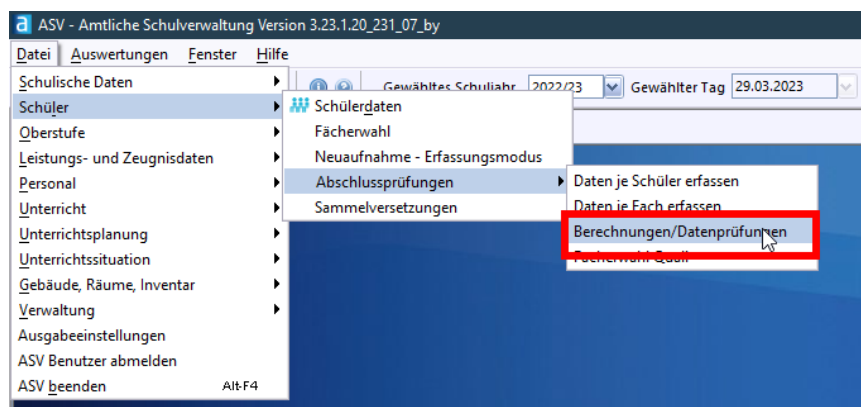 ASV - Amtliche Schulverwaltung Version 3.23.1.20_231_07_by
Datei Auswertungen Fenster Hilfe
Gewähltes Schuljahr 2022/23 Gewählter Tag 29.03.2023
Schulische Daten
Schüler
Oberstufe
Leistungs- und Zeugnisdaten
Personal
Unterricht
Unterrichtsplanung
Unterrichtssituation
Gebäude, Räume, Inventar
Verwaltung
Ausgabeeinstellungen
ASV Benutzer abmelden
ASV beenden Alt-F4
Schülerdaten
Fächerwahl
Neuaufnahme - Erfassungsmodus
Abschlussprüfungen
Sammelversetzungen
Daten je Schüler erfassen
Daten je Fach erfassen
Berechnungen/Datenprüfungen
Fächerwahl Quali